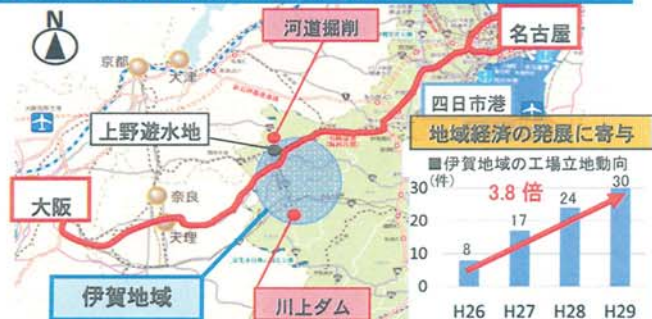 N
河道掘削
名古屋
京都
大津
四日市港
上野遊水地
地域経済の発展に寄与
■伊賀地域の工場立地動向
(件)
30
3.8 倍
30
24
20
17
奈良
大阪
10
8
天理
0
伊賀地域
川上ダム
H26 H27 H28 H29